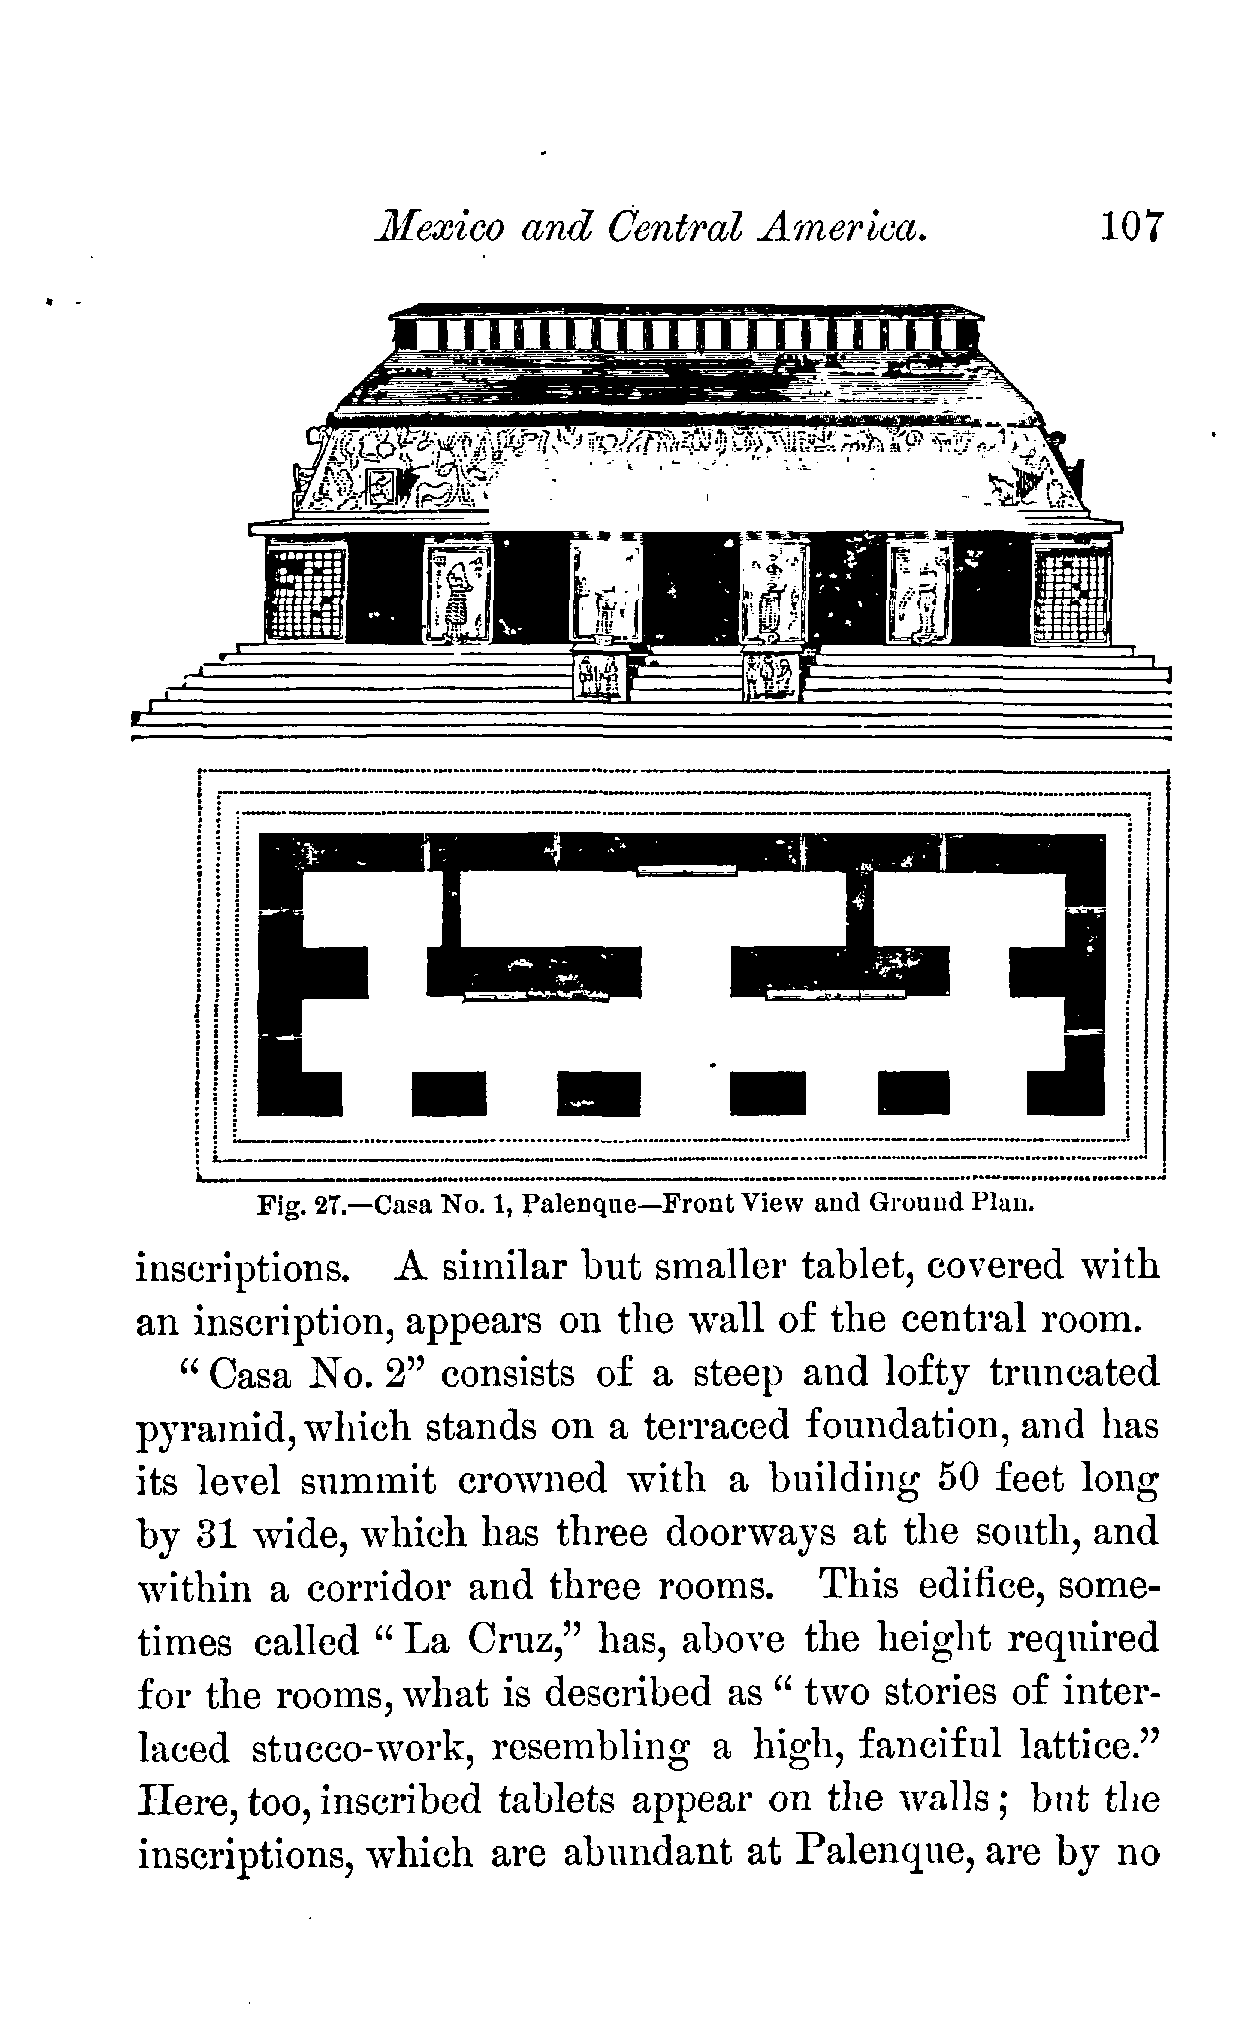 Mexico and Central America. 107
Fig. 27.—Casa No. 1, Palenque—Front View and Ground Plan.
inscriptions. A similar but smaller tablet, covered with
an inscription, appears on the wall of the central room.
“Casa No. 2” consists of a steep and lofty truncated
pyramid, which stands on a terraced foundation, and has
its level summit crowned with a building 50 feet long
by 31 wide, which has three doorways at the south, and
within a corridor and three rooms. This edifice, some-
times called “La Cruz,” has, above the height required
for the rooms, what is described as “two stories of inter-
laced stucco-work, resembling a high, fanciful lattice.”
Here, too, inscribed tablets appear on the walls; but the
inscriptions, which are abundant at Palenque, are by no